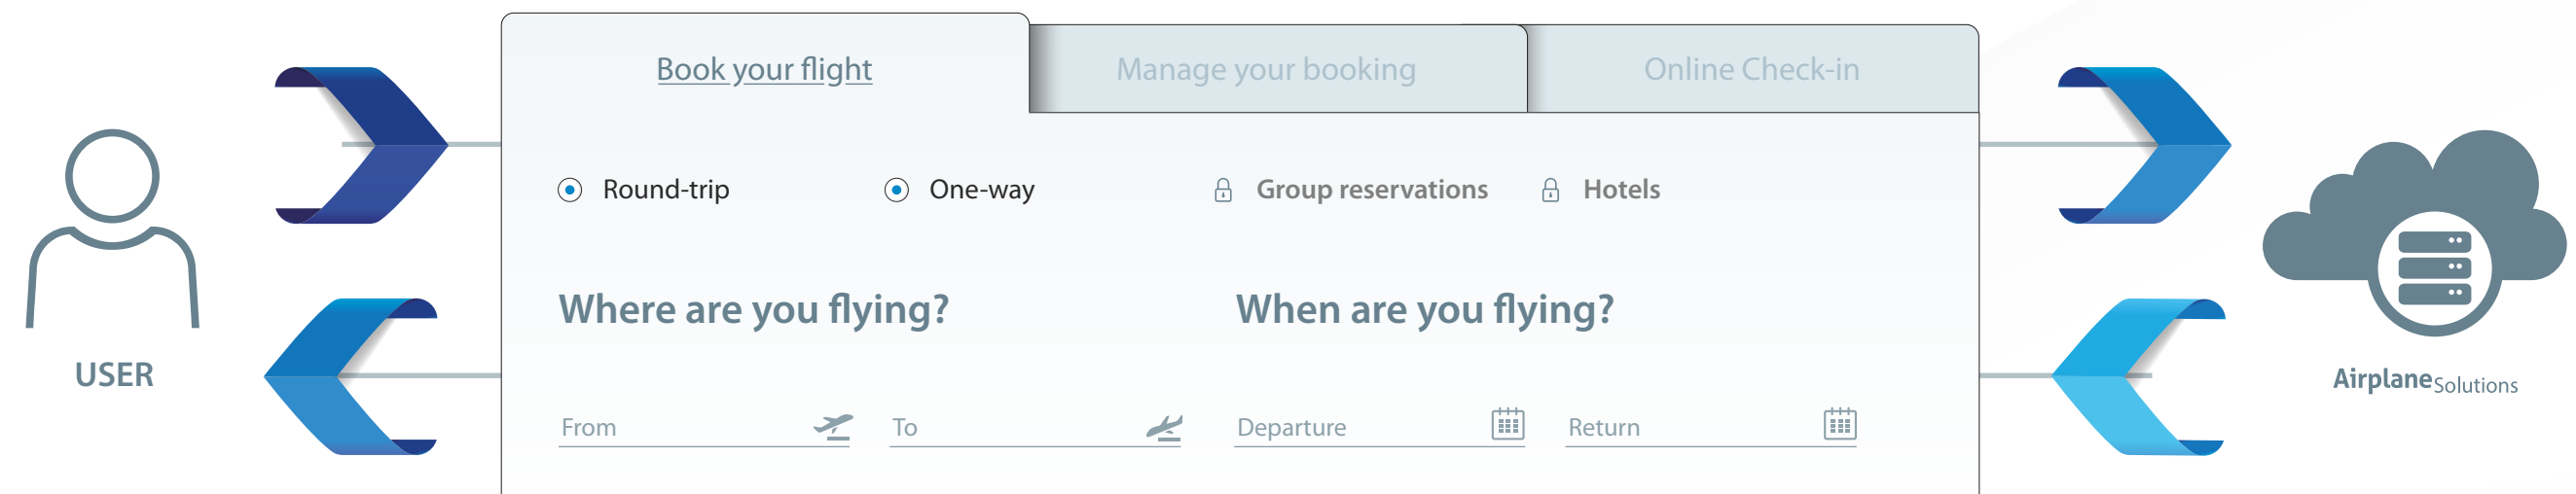 Book your flight
Manage your booking
Online Check-in
Round-trip
One-way
Group reservations
Hotels
Where are you flying?
When are you flying?
USER
AirplaneSolutions
From
To
Departure
Return